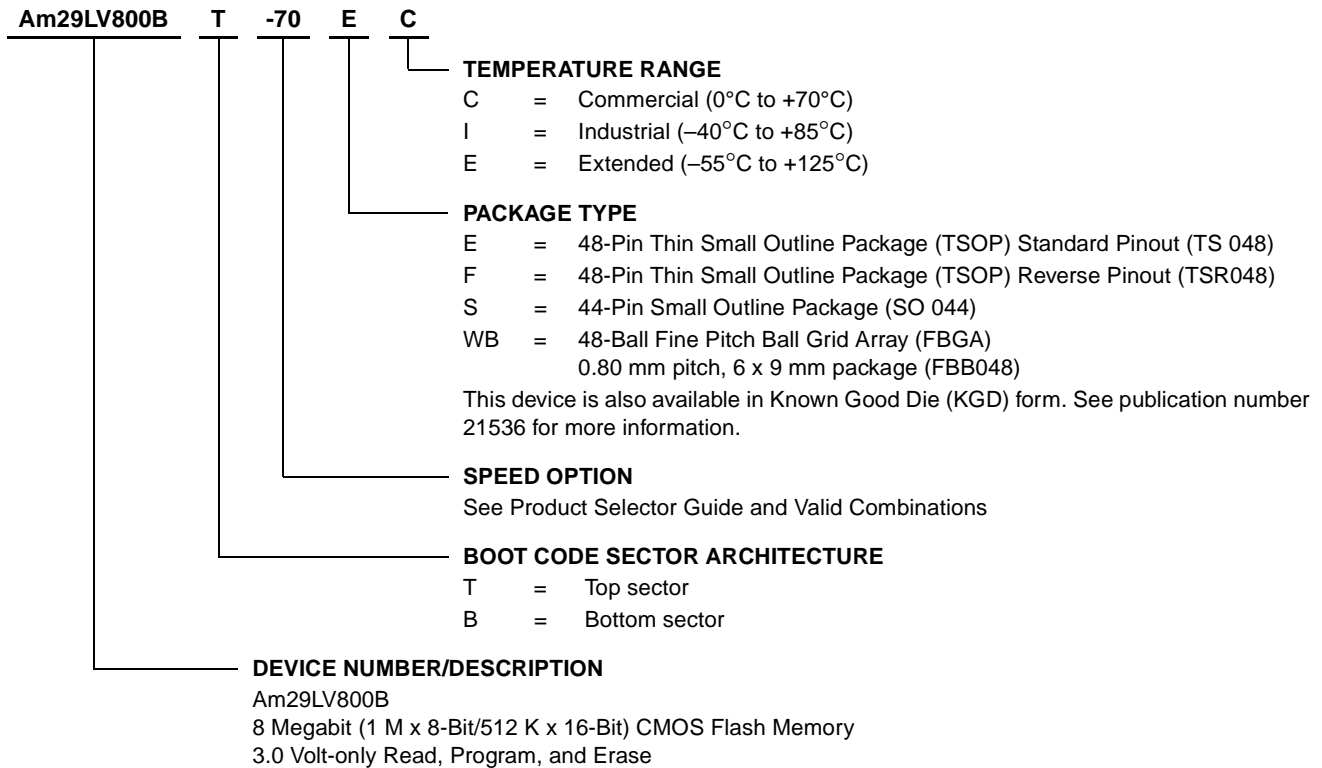 Am29LV800B T -70 E C
TEMPERATURE RANGE
C = Commercial (0°C to +70°C)
I = Industrial (–40°C to +85°C)
E = Extended (–55°C to +125°C)
PACKAGE TYPE
E = 48-Pin Thin Small Outline Package (TSOP) Standard Pinout (TS 048)
F = 48-Pin Thin Small Outline Package (TSOP) Reverse Pinout (TSR048)
S = 44-Pin Small Outline Package (SO 044)
WB = 48-Ball Fine Pitch Ball Grid Array (FBGA)
0.80 mm pitch, 6 x 9 mm package (FBB048)
This device is also available in Known Good Die (KGD) form. See publication number
21536 for more information.
SPEED OPTION
See Product Selector Guide and Valid Combinations
BOOT CODE SECTOR ARCHITECTURE
T = Top sector
B = Bottom sector
DEVICE NUMBER/DESCRIPTION
Am29LV800B
8 Megabit (1 M x 8-Bit/512 K x 16-Bit) CMOS Flash Memory
3.0 Volt-only Read, Program, and Erase